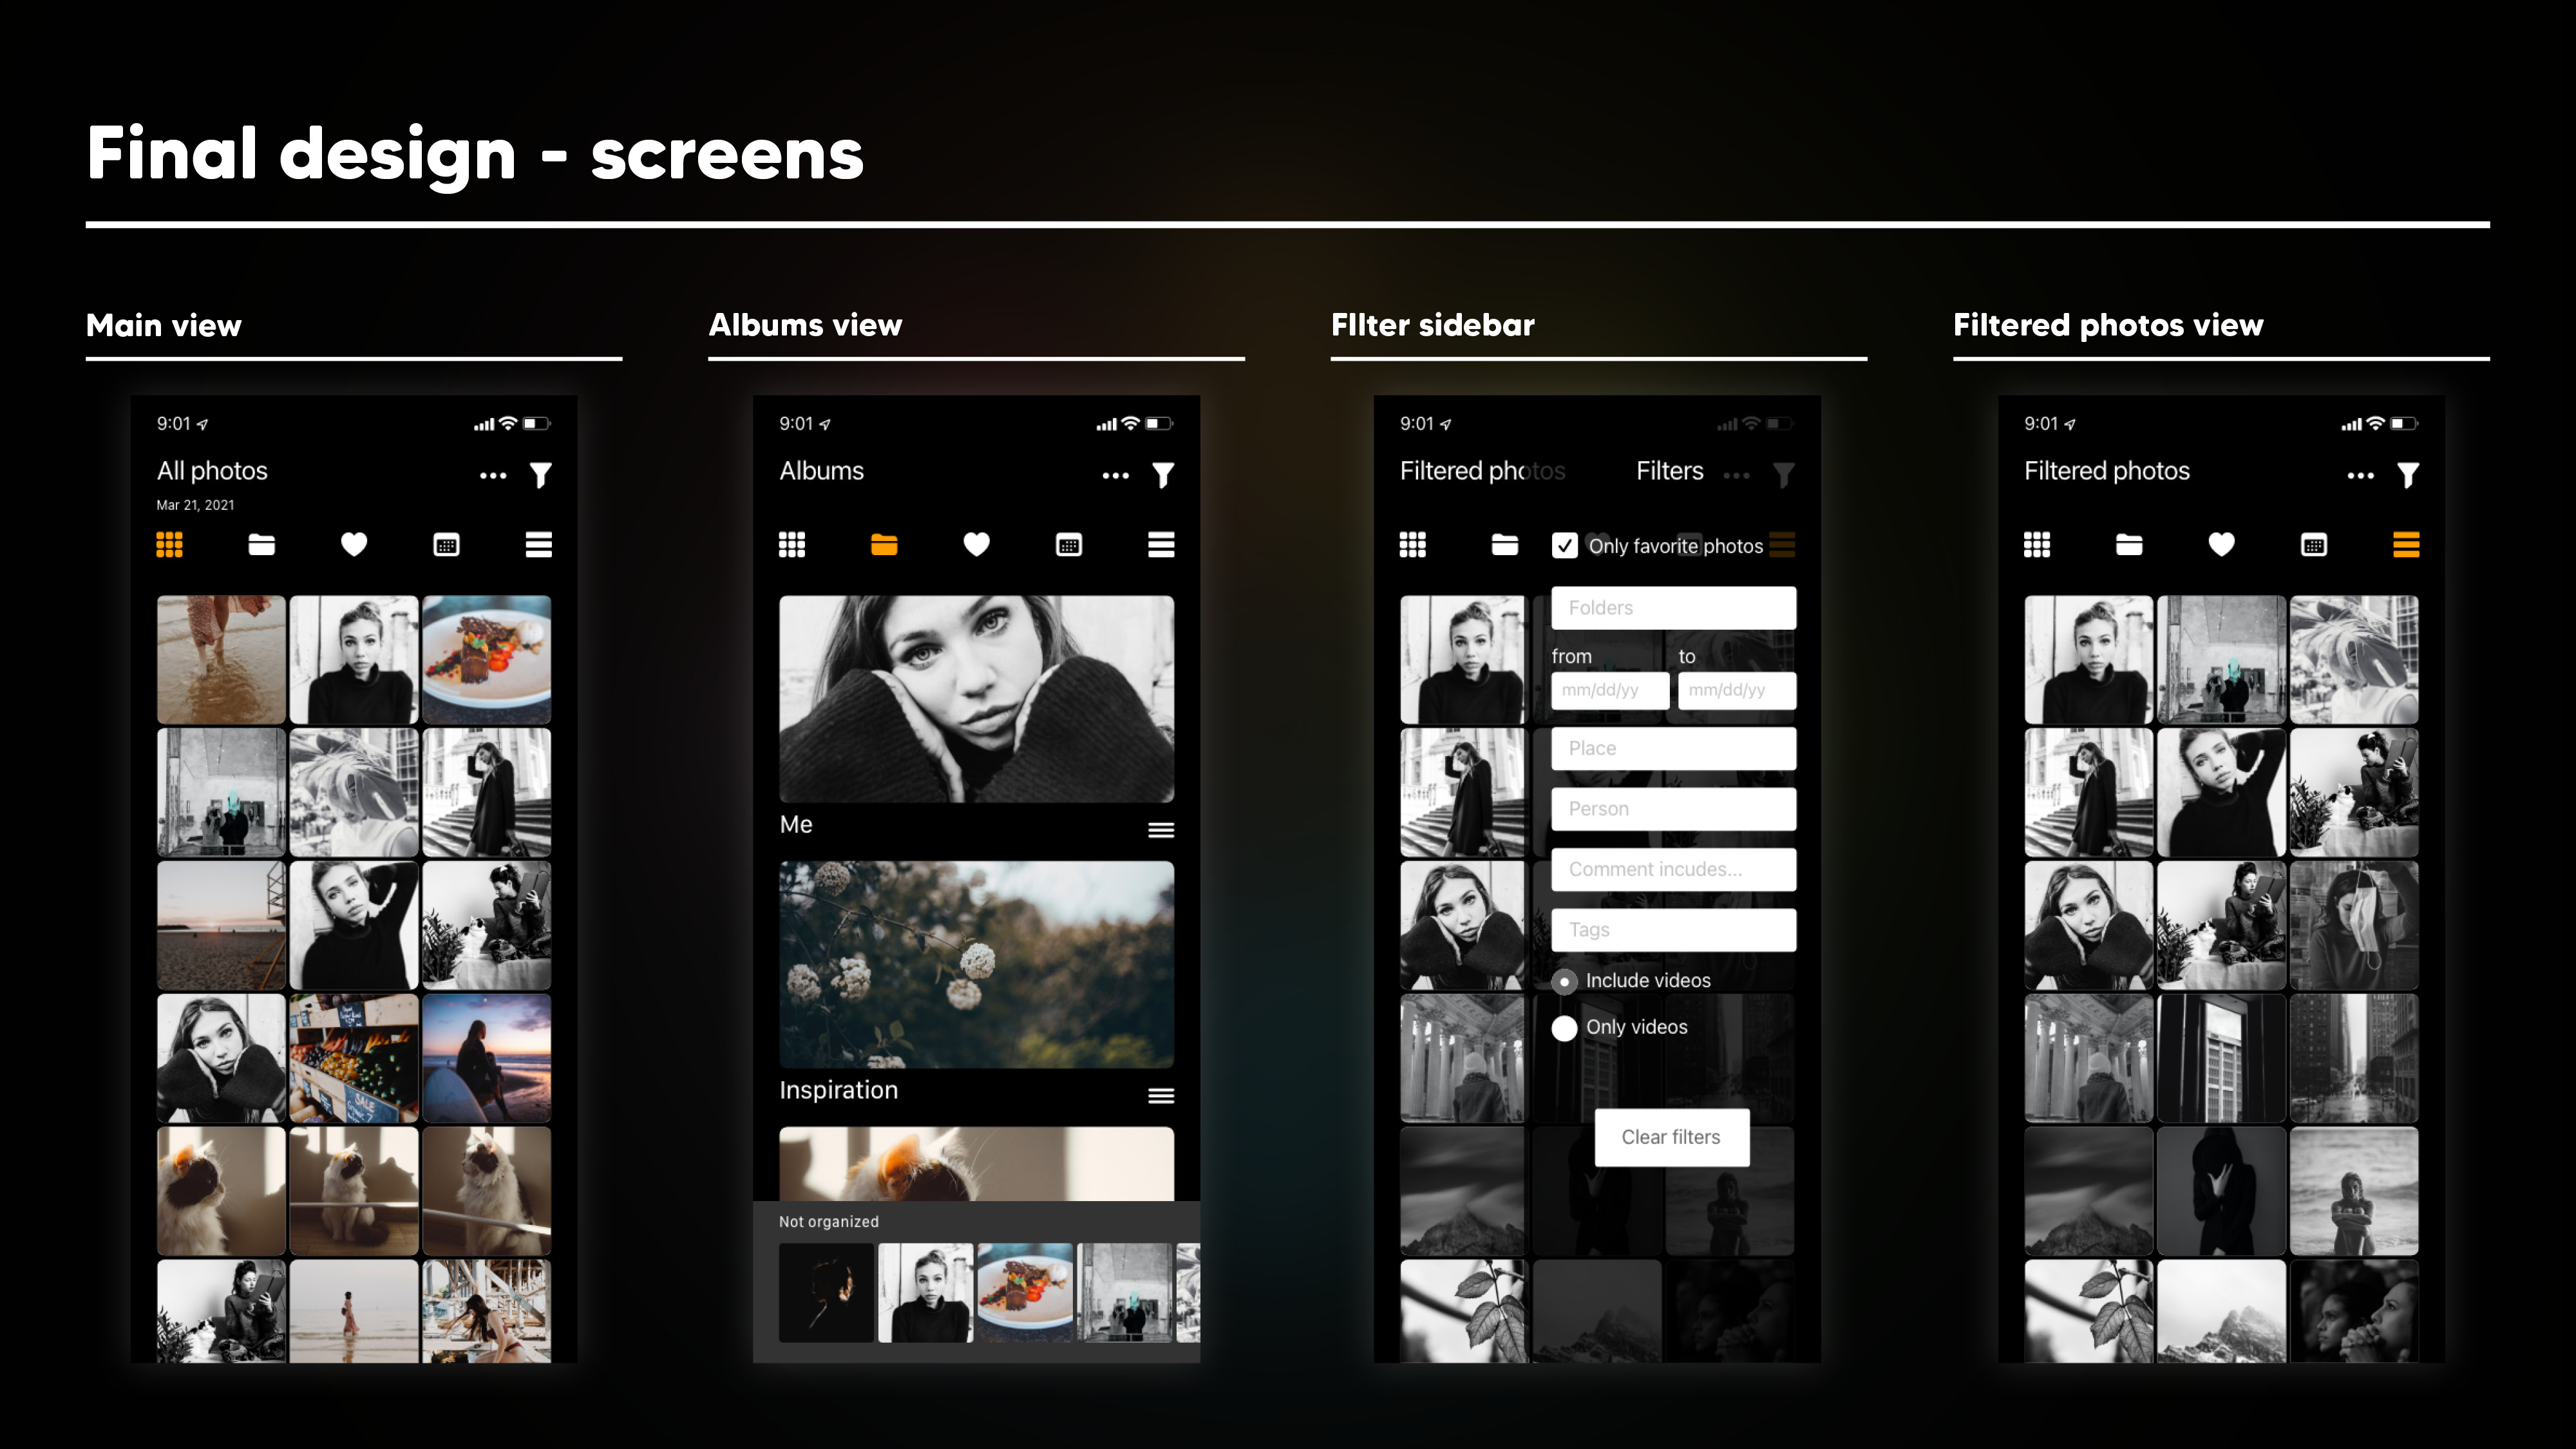 Final design - screens
Main view
Albums view
FIlter sidebar
Filtered photos view
9:01
All photos
Mar 21, 2021
9:01
Albums
Me
Inspiration
Not organized
9:01
Filtered photos
Filters
Only favorite photos
Folders
from to
mm/dd/yy mm/dd/yy
Place
Person
Comment incudes...
Tags
Include videos
Only videos
Clear filters
9:01
Filtered photos
SALE